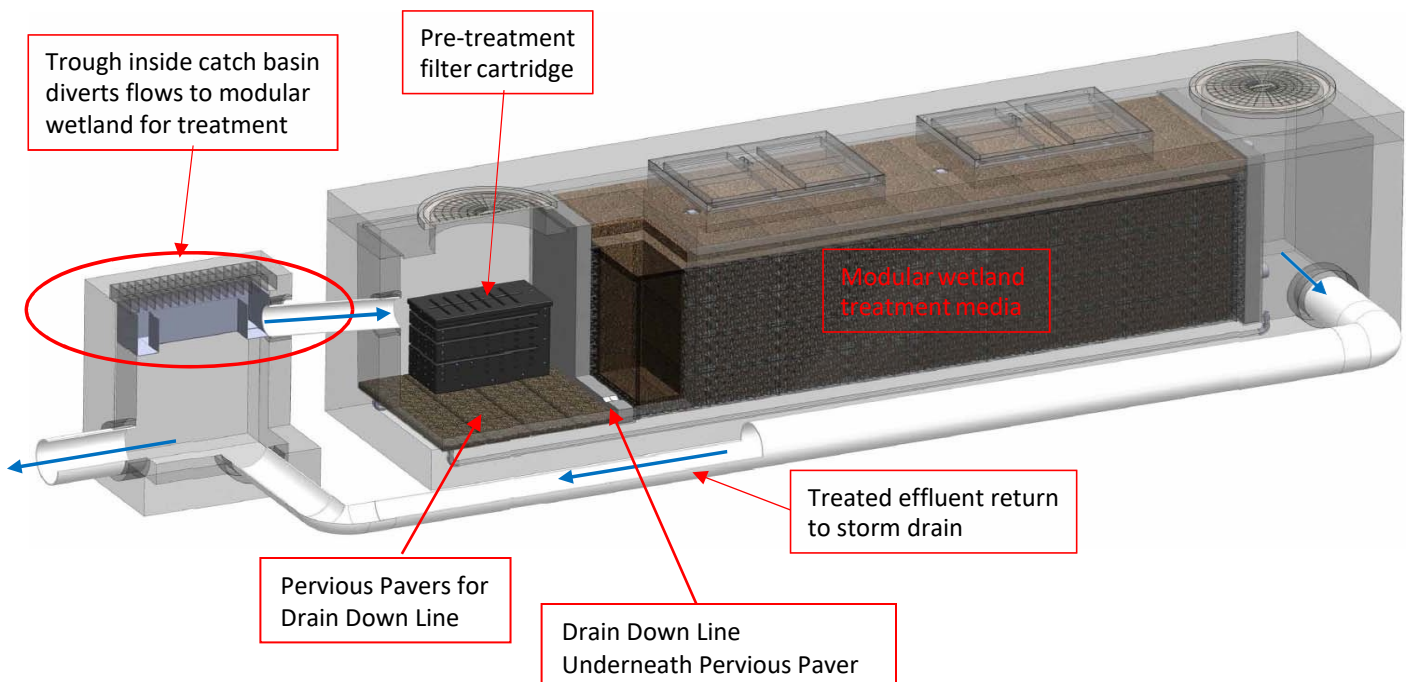 Trough inside catch basin
diverts flows to modular
wetland for treatment
Pre-treatment
filter cartridge
Modular wetland
treatment media
Treated effluent return
to storm drain
Pervious Pavers for
Drain Down Line
Drain Down Line
Underneath Pervious Paver